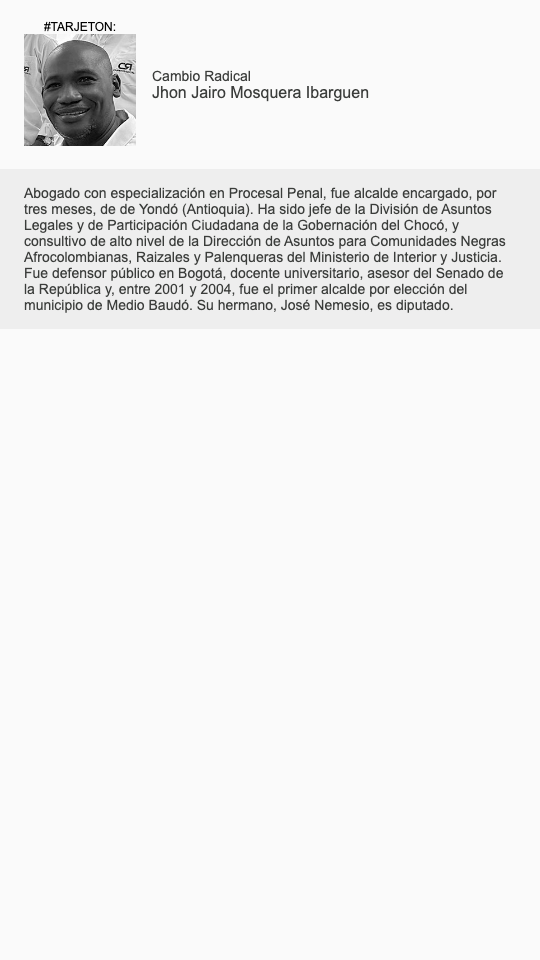 #TARJETON:
Cambio Radical
Jhon Jairo Mosquera Ibarguen
Abogado con especialización en Procesal Penal, fue alcalde encargado, por
tres meses, de de Yondó (Antioquia). Ha sido jefe de la División de Asuntos
Legales y de Participación Ciudadana de la Gobernación del Chocó, y
consultivo de alto nivel de la Dirección de Asuntos para Comunidades Negras
Afrocolombianas, Raizales y Palenqueras del Ministerio de Interior y Justicia.
Fue defensor público en Bogotá, docente universitario, asesor del Senado de
la República y, entre 2001 y 2004, fue el primer alcalde por elección del
municipio de Medio Baudó. Su hermano, José Nemesio, es diputado.